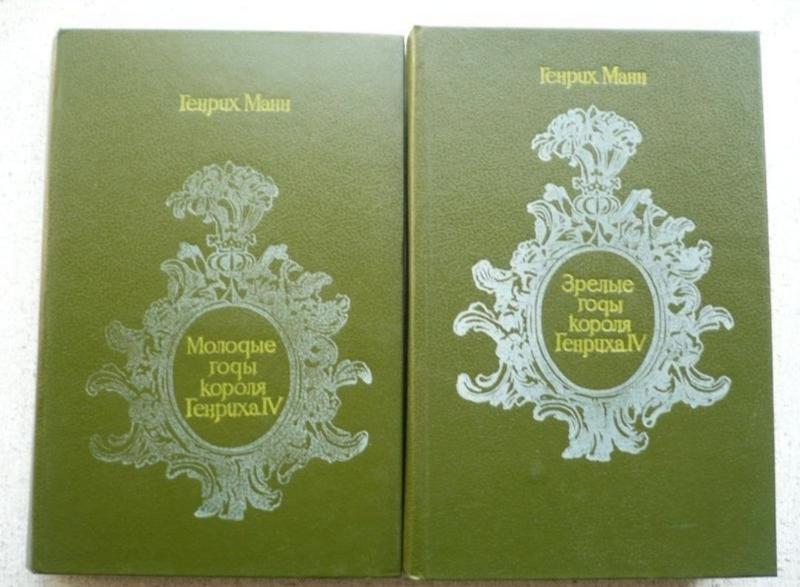 Генрих Манн
Молодые
годы
короля
Генриха IV
Генрих Манн
Зрелые
годы
короля
Генриха IV